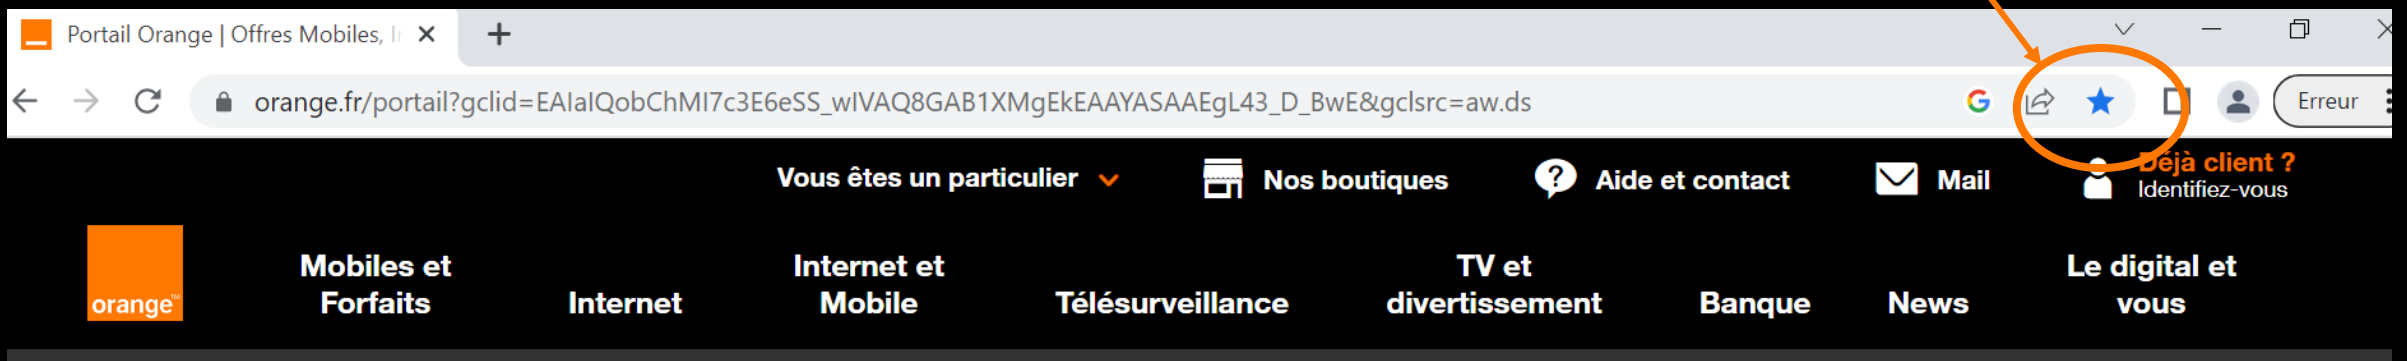 Portail Orange | Offres Mobiles, I
orange.fr/portail?gclid=EAIaIQobChMI7c3E6eSS_wIVAQ8GAB1XMgEkEAAYASAAEgL43_D_BwE&gclsrc=aw.ds
Erreur
Vous êtes un particulier
Nos boutiques
Aide et contact
Mail
Déjà client ?
Identifiez-vous
orange™
Mobiles et
Forfaits
Internet
Internet et
Mobile
Télésurveillance
TV et
divertissement
Banque
News
Le digital et
vous